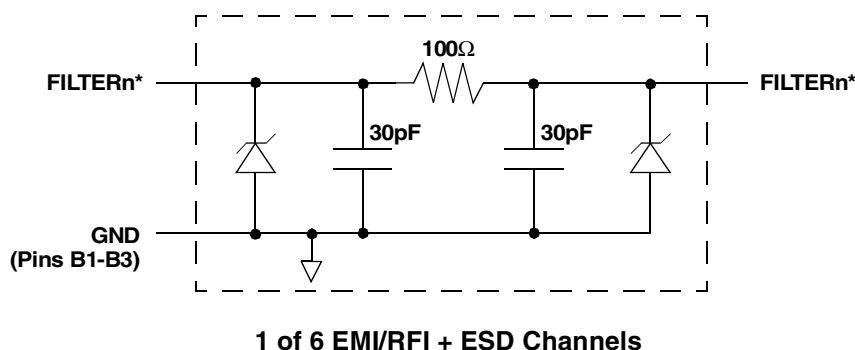 100Ω
FILTERn*
FILTERn*
30pF
30pF
GND
(Pins B1-B3)
1 of 6 EMI/RFI + ESD Channels